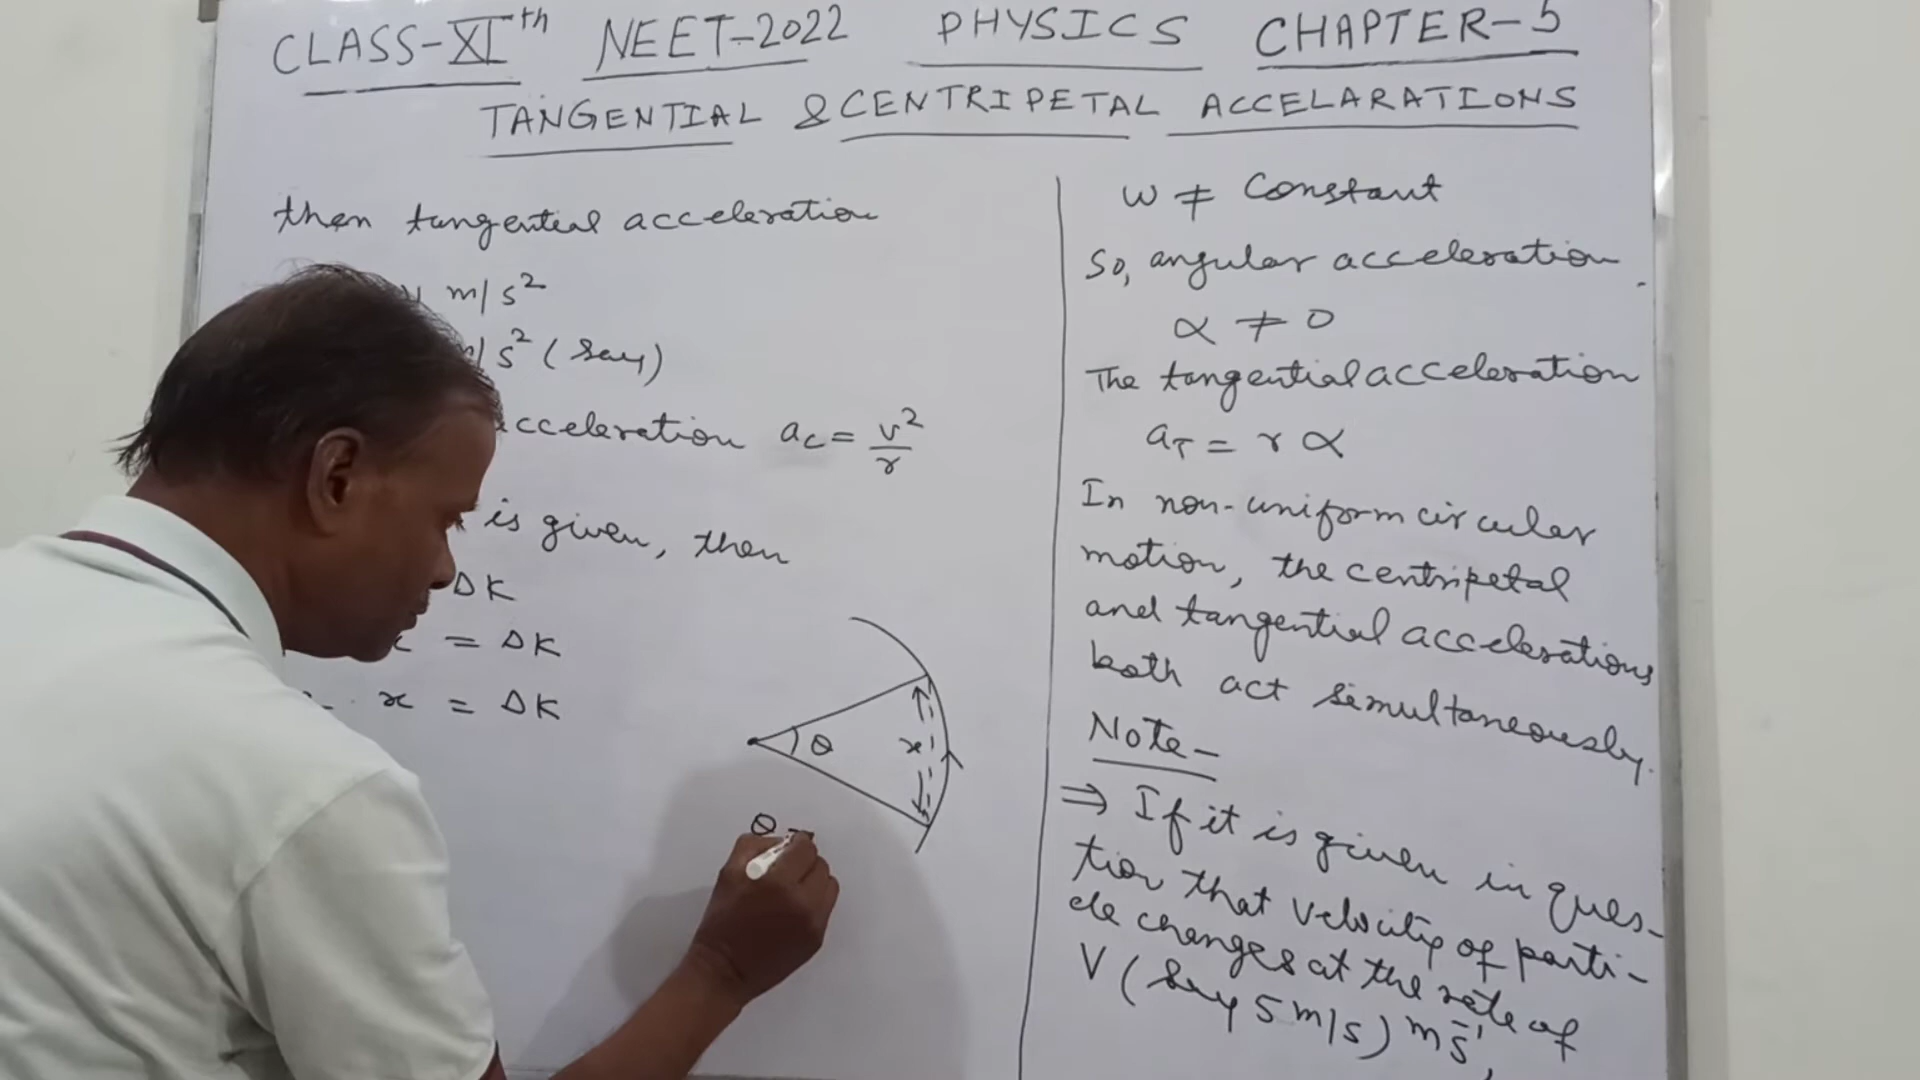 CLASS-XIth NEET-2022 PHYSICS CHAPTER-5
TANGENTIAL & CENTRIPETAL ACCELARATIONS
then tangential acceleration
m/s²
/s² (say)
acceleration ac = v²/r
is given, then
ΔK
= ΔK
x = ΔK
θ
x
θ
ω ≠ Constant
So, angular acceleration
α ≠ 0
The tangential acceleration
aT = r α
In non-uniform circular
motion, the centripetal
and tangential accelerations
both act simultaneously.
Note-
⇒ If it is given in ques-
tion that velocity of parti-
cle changes at the rate of
V (say 5 m/s) ms⁻¹,